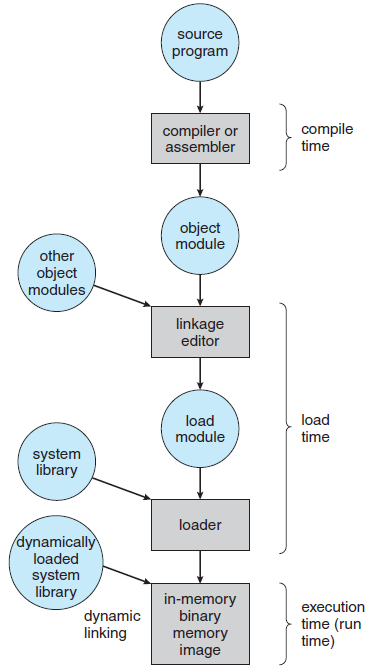 source
program
compiler or
assembler
compile
time
object
module
other
object
modules
linkage
editor
load
module
load
time
system
library
loader
dynamically
loaded
system
library
dynamic
linking
in-memory
binary
memory
image
execution
time (run
time)